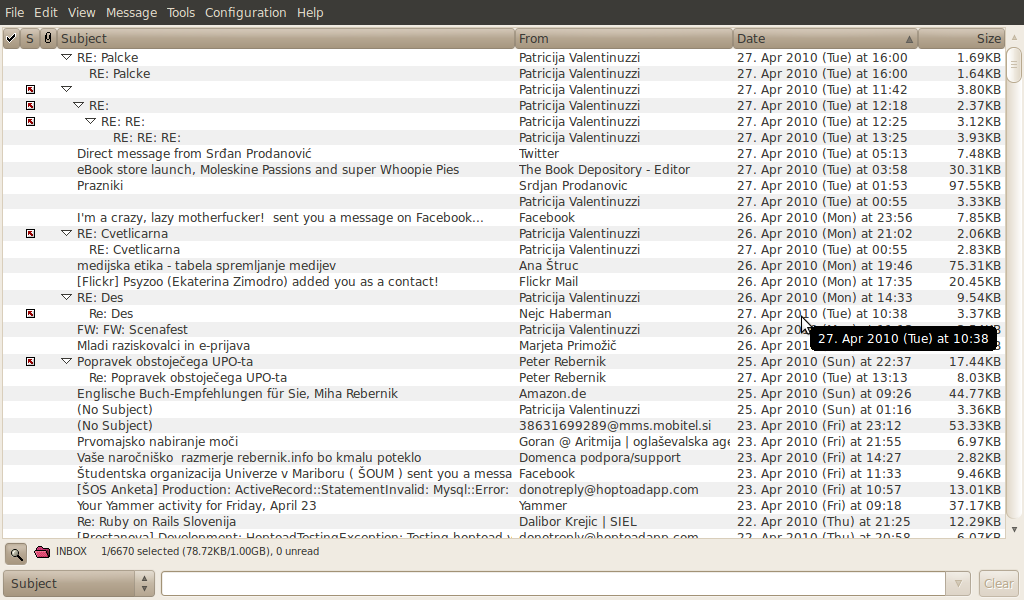 File Edit View Message Tools Configuration Help
S Subject From Date Size
RE: Palcke Patricija Valentinuzzi 27. Apr 2010 (Tue) at 16:00 1.69KB
RE: Palcke Patricija Valentinuzzi 27. Apr 2010 (Tue) at 16:00 1.64KB
Patricija Valentinuzzi 27. Apr 2010 (Tue) at 11:42 3.80KB
RE: Patricija Valentinuzzi 27. Apr 2010 (Tue) at 12:18 2.37KB
RE: RE: Patricija Valentinuzzi 27. Apr 2010 (Tue) at 12:25 3.12KB
RE: RE: RE: Patricija Valentinuzzi 27. Apr 2010 (Tue) at 13:25 3.93KB
Direct message from Srđan Prodanović Twitter 27. Apr 2010 (Tue) at 05:13 7.48KB
eBook store launch, Moleskine Passions and super Whoopie Pies The Book Depository - Editor 27. Apr 2010 (Tue) at 03:58 30.31KB
Prazniki Srdjan Prodanovic 27. Apr 2010 (Tue) at 01:53 97.55KB
Patricija Valentinuzzi 27. Apr 2010 (Tue) at 00:55 3.33KB
I'm a crazy, lazy motherfucker! sent you a message on Facebook... Facebook 26. Apr 2010 (Mon) at 23:56 7.85KB
RE: Cvetlicarna Patricija Valentinuzzi 26. Apr 2010 (Mon) at 21:02 2.06KB
RE: Cvetlicarna Patricija Valentinuzzi 27. Apr 2010 (Tue) at 00:55 2.83KB
medijska etika - tabela spremljanje medijev Ana Štruc 26. Apr 2010 (Mon) at 19:46 75.31KB
[Flickr] Psyzoo (Ekaterina Zimodro) added you as a contact! Flickr Mail 26. Apr 2010 (Mon) at 17:35 20.45KB
RE: Des Patricija Valentinuzzi 26. Apr 2010 (Mon) at 14:33 9.54KB
Re: Des Nejc Haberman 27. Apr 2010 (Tue) at 10:38 3.37KB
FW: FW: Scenafest Patricija Valentinuzzi 26. Apr
27. Apr 2010 (Tue) at 10:38
Mladi raziskovalci in e-prijava Marjeta Primožič 26. Apr
Popravek obstoječega UPO-ta Peter Rebernik 25. Apr 2010 (Sun) at 22:37 17.44KB
Re: Popravek obstoječega UPO-ta Peter Rebernik 27. Apr 2010 (Tue) at 13:13 8.03KB
Englische Buch-Empfehlungen für Sie, Miha Rebernik Amazon.de 25. Apr 2010 (Sun) at 09:26 44.77KB
(No Subject) Patricija Valentinuzzi 25. Apr 2010 (Sun) at 01:16 3.36KB
(No Subject) 38631699289@mms.mobitel.si 23. Apr 2010 (Fri) at 23:12 53.33KB
Prvomajsko nabiranje moči Goran @ Aritmija | oglaševalska age 23. Apr 2010 (Fri) at 21:55 6.97KB
Vaše naročniško razmerje rebernik.info bo kmalu poteklo Domenca podpora/support 23. Apr 2010 (Fri) at 14:27 2.82KB
Študentska organizacija Univerze v Mariboru ( ŠOUM ) sent you a messa Facebook 23. Apr 2010 (Fri) at 11:33 9.46KB
[ŠOS Anketa] Production: ActiveRecord::StatementInvalid: Mysql::Error: donotreply@hoptoadapp.com 23. Apr 2010 (Fri) at 10:57 13.01KB
Your Yammer activity for Friday, April 23 Yammer 23. Apr 2010 (Fri) at 09:18 37.17KB
Re: Ruby on Rails Slovenija Dalibor Krejic | SIEL 22. Apr 2010 (Thu) at 21:25 12.29KB
[Prostanova] Development: HoptoadTestingException: Testing hoptoad v donotreply@hoptoadapp.com 22. Apr 2010 (Thu) at 20:58 6.07KB
INBOX 1/6670 selected (78.72KB/1.00GB), 0 unread
Subject Clear